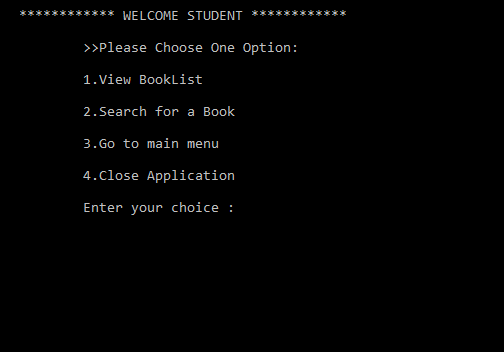 ************ WELCOME STUDENT ************
>>Please Choose One Option:
1.View BookList
2.Search for a Book
3.Go to main menu
4.Close Application
Enter your choice :